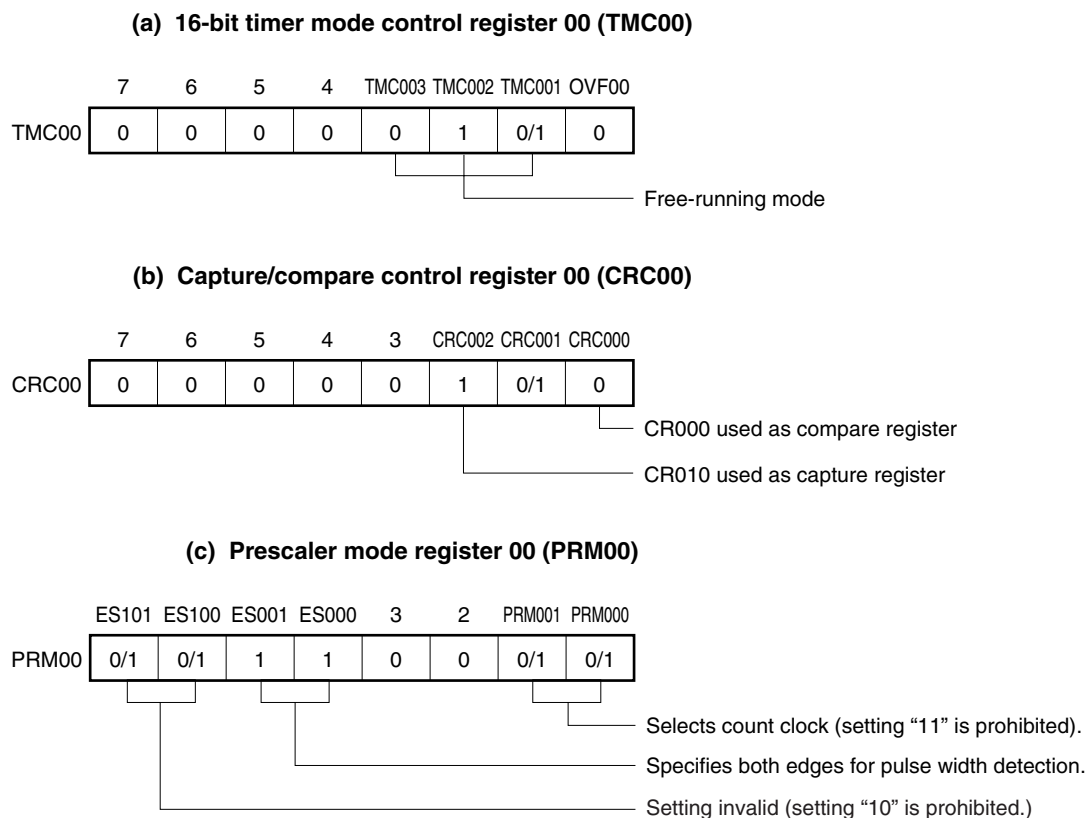 (a) 16-bit timer mode control register 00 (TMC00)
7 6 5 4 TMC003 TMC002 TMC001 OVF00
TMC00 0 0 0 0 0 1 0/1 0
Free-running mode
(b) Capture/compare control register 00 (CRC00)
7 6 5 4 3 CRC002 CRC001 CRC000
CRC00 0 0 0 0 0 1 0/1 0
CR000 used as compare register
CR010 used as capture register
(c) Prescaler mode register 00 (PRM00)
ES101 ES100 ES001 ES000 3 2 PRM001 PRM000
PRM00 0/1 0/1 1 1 0 0 0/1 0/1
Selects count clock (setting “11” is prohibited).
Specifies both edges for pulse width detection.
Setting invalid (setting “10” is prohibited.)